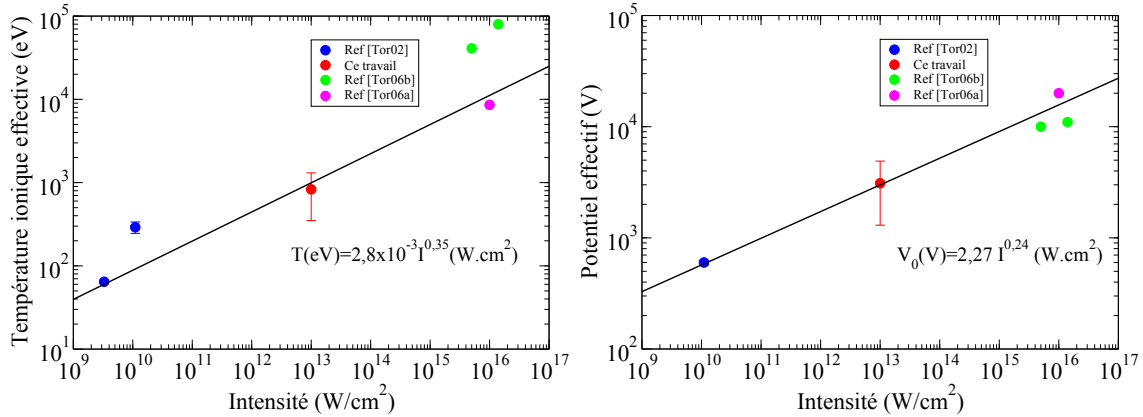 10^5
10^4
10^3
10^2
10^1
Température ionique effective (eV)
Ref [Tor02]
Ce travail
Ref [Tor06b]
Ref [Tor06a]
T(eV)=2,8x10^-3 I^0,35 (W.cm^2)
10^9 10^10 10^11 10^12 10^13 10^14 10^15 10^16 10^17
Intensité (W/cm^2)
10^5
10^4
10^3
10^2
Potentiel effectif (V)
Ref [Tor02]
Ce travail
Ref [Tor06b]
Ref [Tor06a]
V_0(V)=2,27 I^0,24 (W.cm^2)
10^9 10^10 10^11 10^12 10^13 10^14 10^15 10^16 10^17
Intensité (W/cm^2)